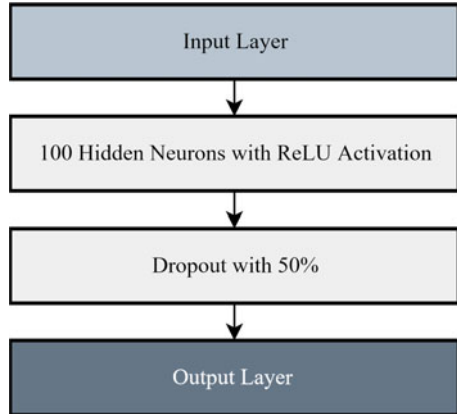 Input Layer
100 Hidden Neurons with ReLU Activation
Dropout with 50%
Output Layer